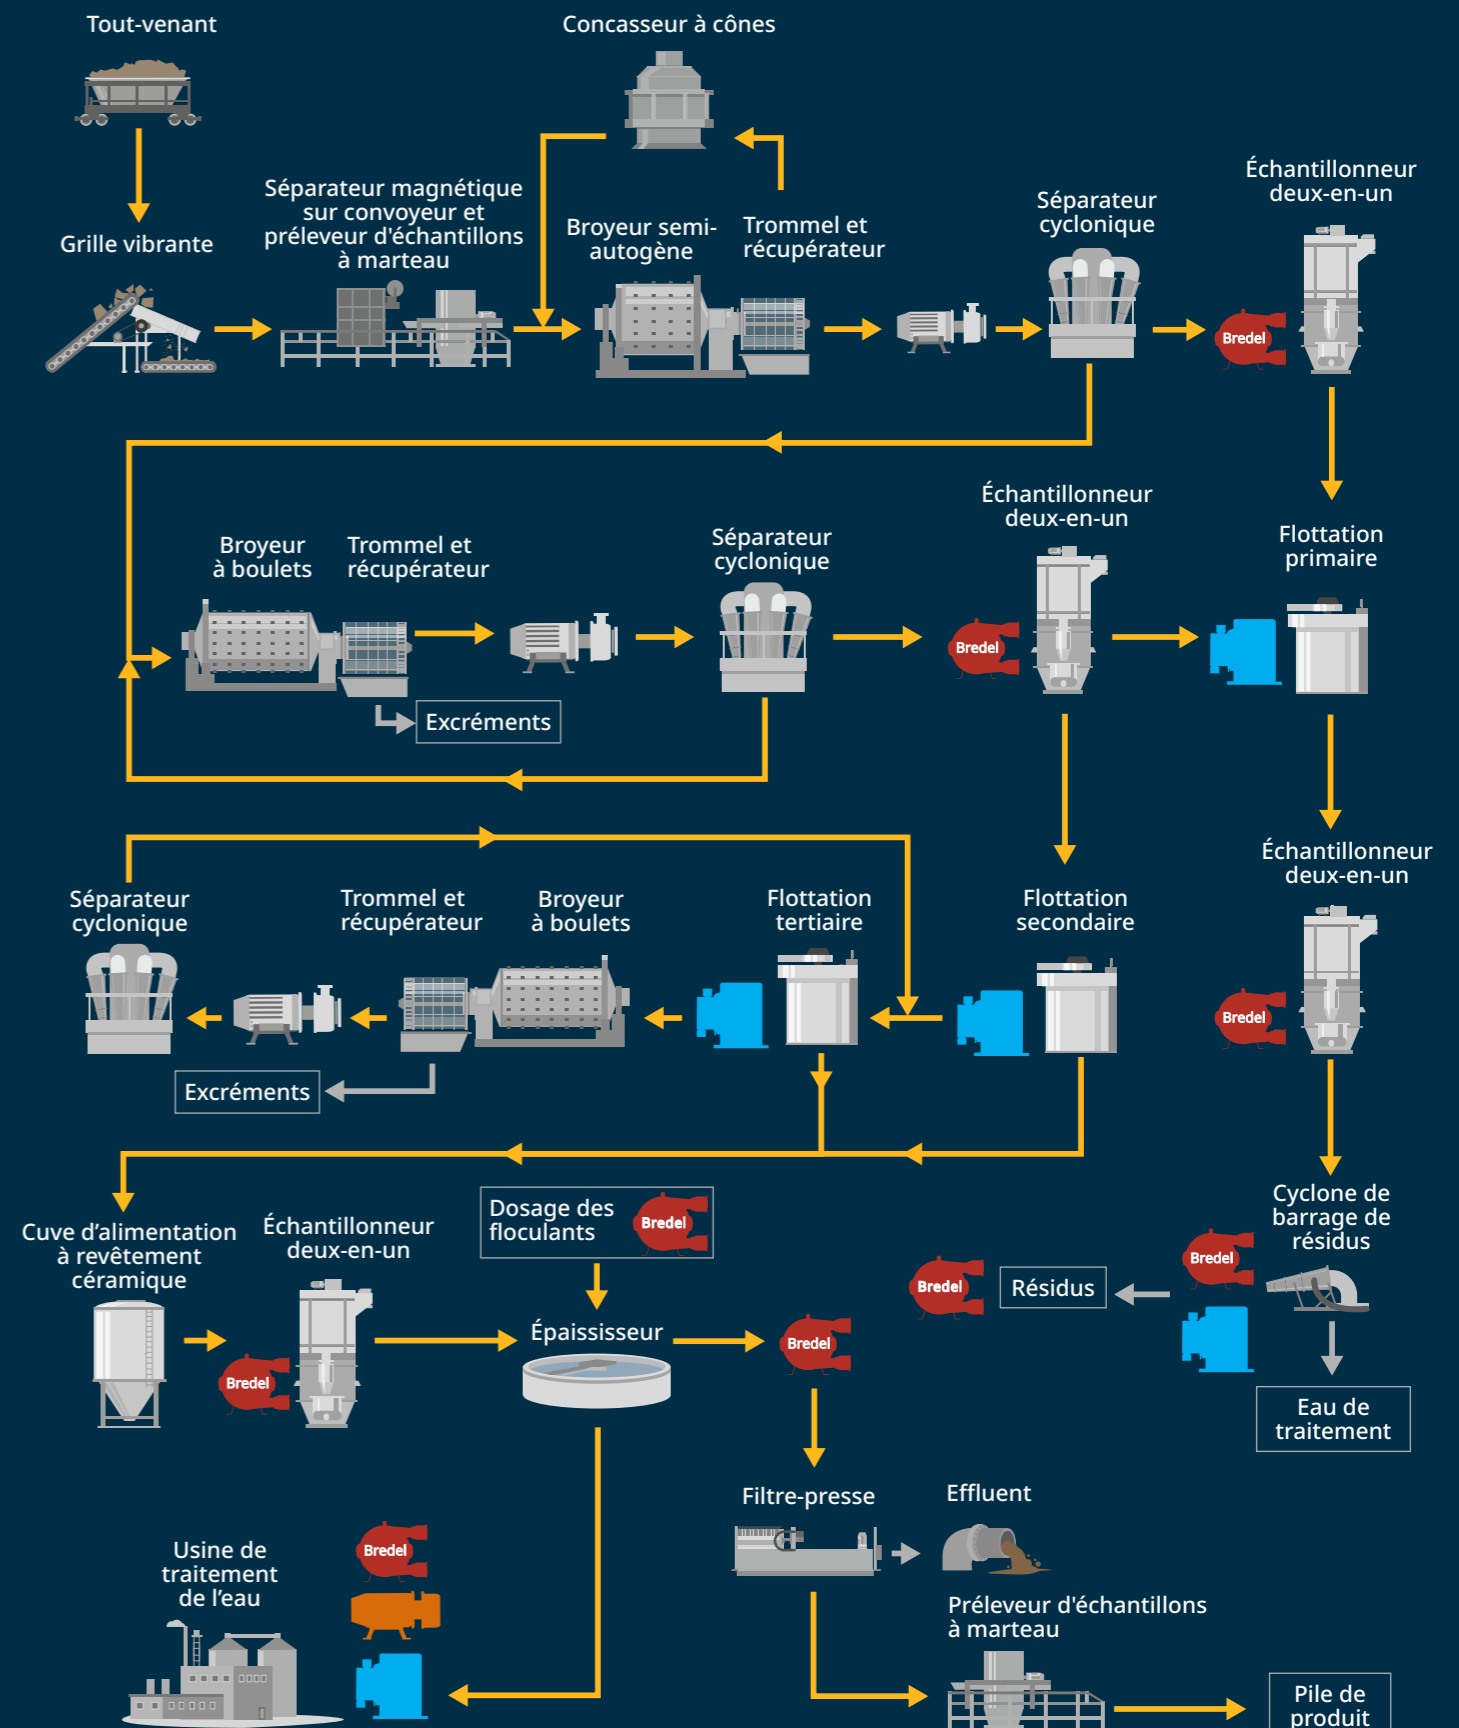 Tout-venant
Concasseur à cônes
Échantillonneur
deux-en-un
Séparateur magnétique
sur convoyeur et
préleveur d'échantillons
à marteau
Séparateur
cyclonique
Grille vibrante
Broyeur semi-
autogène
Trommel et
récupérateur
Bredel
Échantillonneur
deux-en-un
Flottation
primaire
Broyeur
à boulets
Trommel et
récupérateur
Séparateur
cyclonique
Bredel
Excréments
Échantillonneur
deux-en-un
Séparateur
cyclonique
Trommel et
récupérateur
Broyeur
à boulets
Flottation
tertiaire
Flottation
secondaire
Bredel
Excréments
Cyclone de
barrage de
résidus
Cuve d’alimentation
à revêtement
céramique
Échantillonneur
deux-en-un
Dosage des
floculants
Bredel
Bredel
Bredel
Résidus
Épaississeur
Bredel
Bredel
Eau de
traitement
Filtre-presse
Effluent
Usine de
traitement
de l’eau
Bredel
Préleveur d'échantillons
à marteau
Pile de
produit